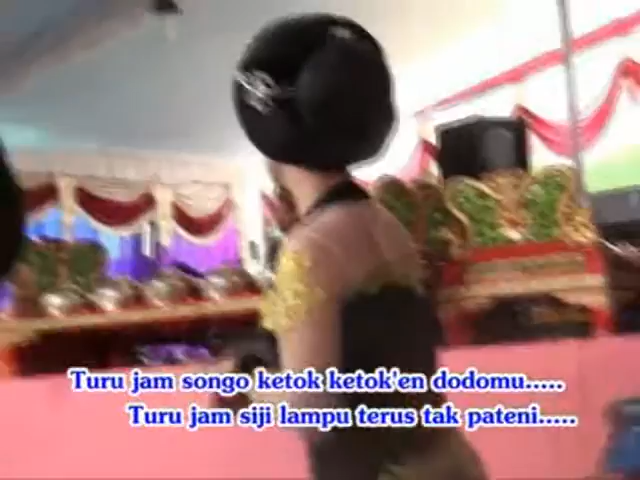 Turu jam songo ketok ketok'en dodomu.....
Turu jam siji lampu terus tak pateni.....